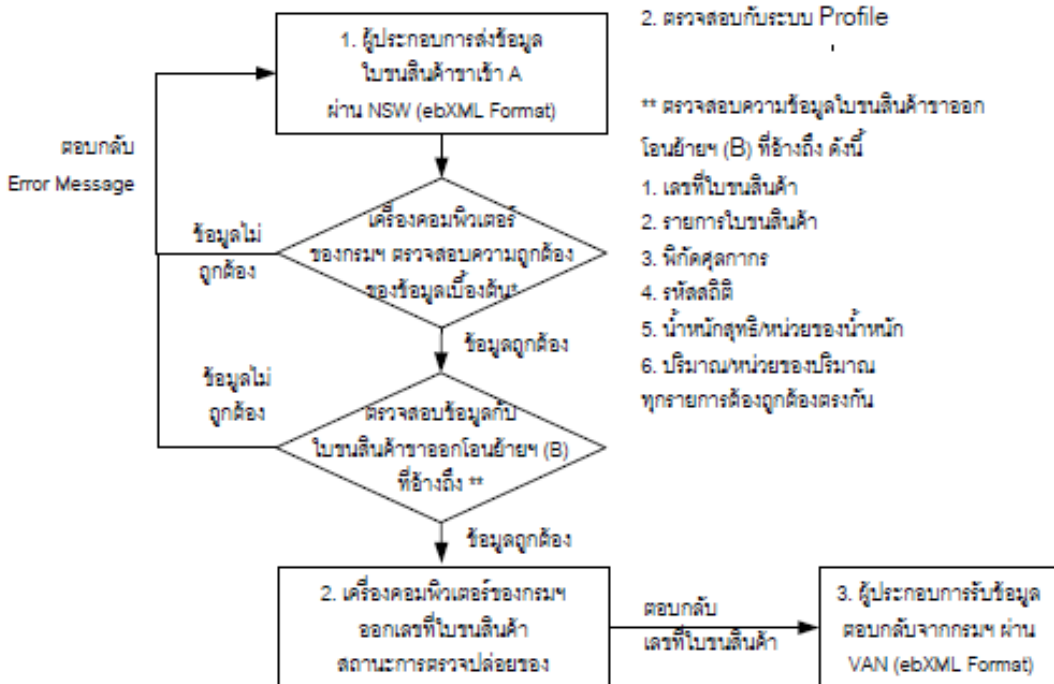 2. ตรวจสอบกับระบบ Profile
1. ผู้ประกอบการส่งข้อมูล
ใบขนสินค้าขาเข้า A
ผ่าน NSW (ebXML Format)
** ตรวจสอบความข้อมูลใบขนสินค้าขาออก
โอนย้ายฯ (B) ที่อ้างถึง ดังนี้
1. เลขที่ใบขนสินค้า
2. รายการใบขนสินค้า
3. พิกัดศุลกากร
4. รหัสสถิติ
5. น้ำหนักสุทธิ/หน่วยของน้ำหนัก
6. ปริมาณ/หน่วยของปริมาณ
ทุกรายการต้องถูกต้องตรงกัน
ตอบกลับ
Error Message
เครื่องคอมพิวเตอร์
ของกรมฯ ตรวจสอบความถูกต้อง
ของข้อมูลเบื้องต้น*
ข้อมูลไม่
ถูกต้อง
ข้อมูลถูกต้อง
ข้อมูลไม่
ถูกต้อง
ตรวจสอบข้อมูลกับ
ใบขนสินค้าขาออกโอนย้ายฯ (B)
ที่อ้างถึง **
ข้อมูลถูกต้อง
2. เครื่องคอมพิวเตอร์ของกรมฯ
ออกเลขที่ใบขนสินค้า
สถานะการตรวจปล่อยของ
ตอบกลับ
เลขที่ใบขนสินค้า
3. ผู้ประกอบการรับข้อมูล
ตอบกลับจากกรมฯ ผ่าน
VAN (ebXML Format)